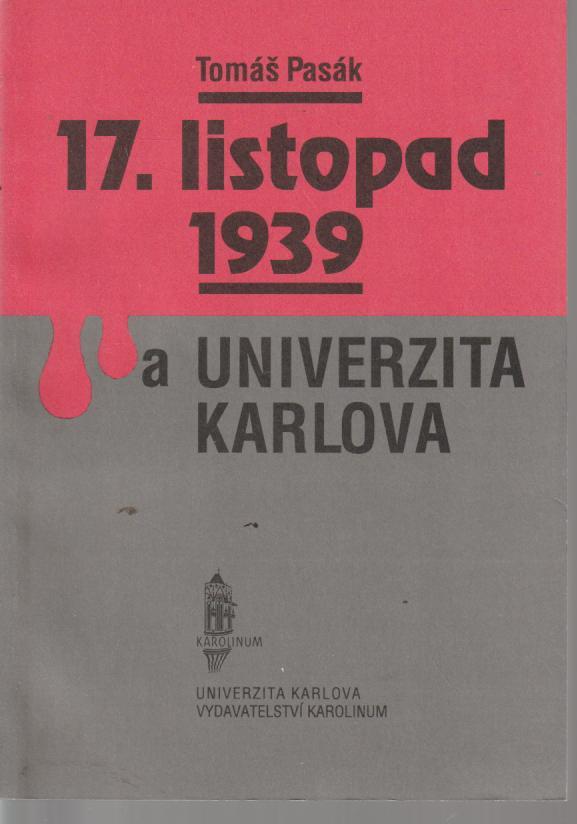 Tomáš Pasák
17. listopad
1939
a UNIVERZITA
KARLOVA
KAROLINUM
UNIVERZITA KARLOVA
VYDAVATELSTVÍ KAROLINUM